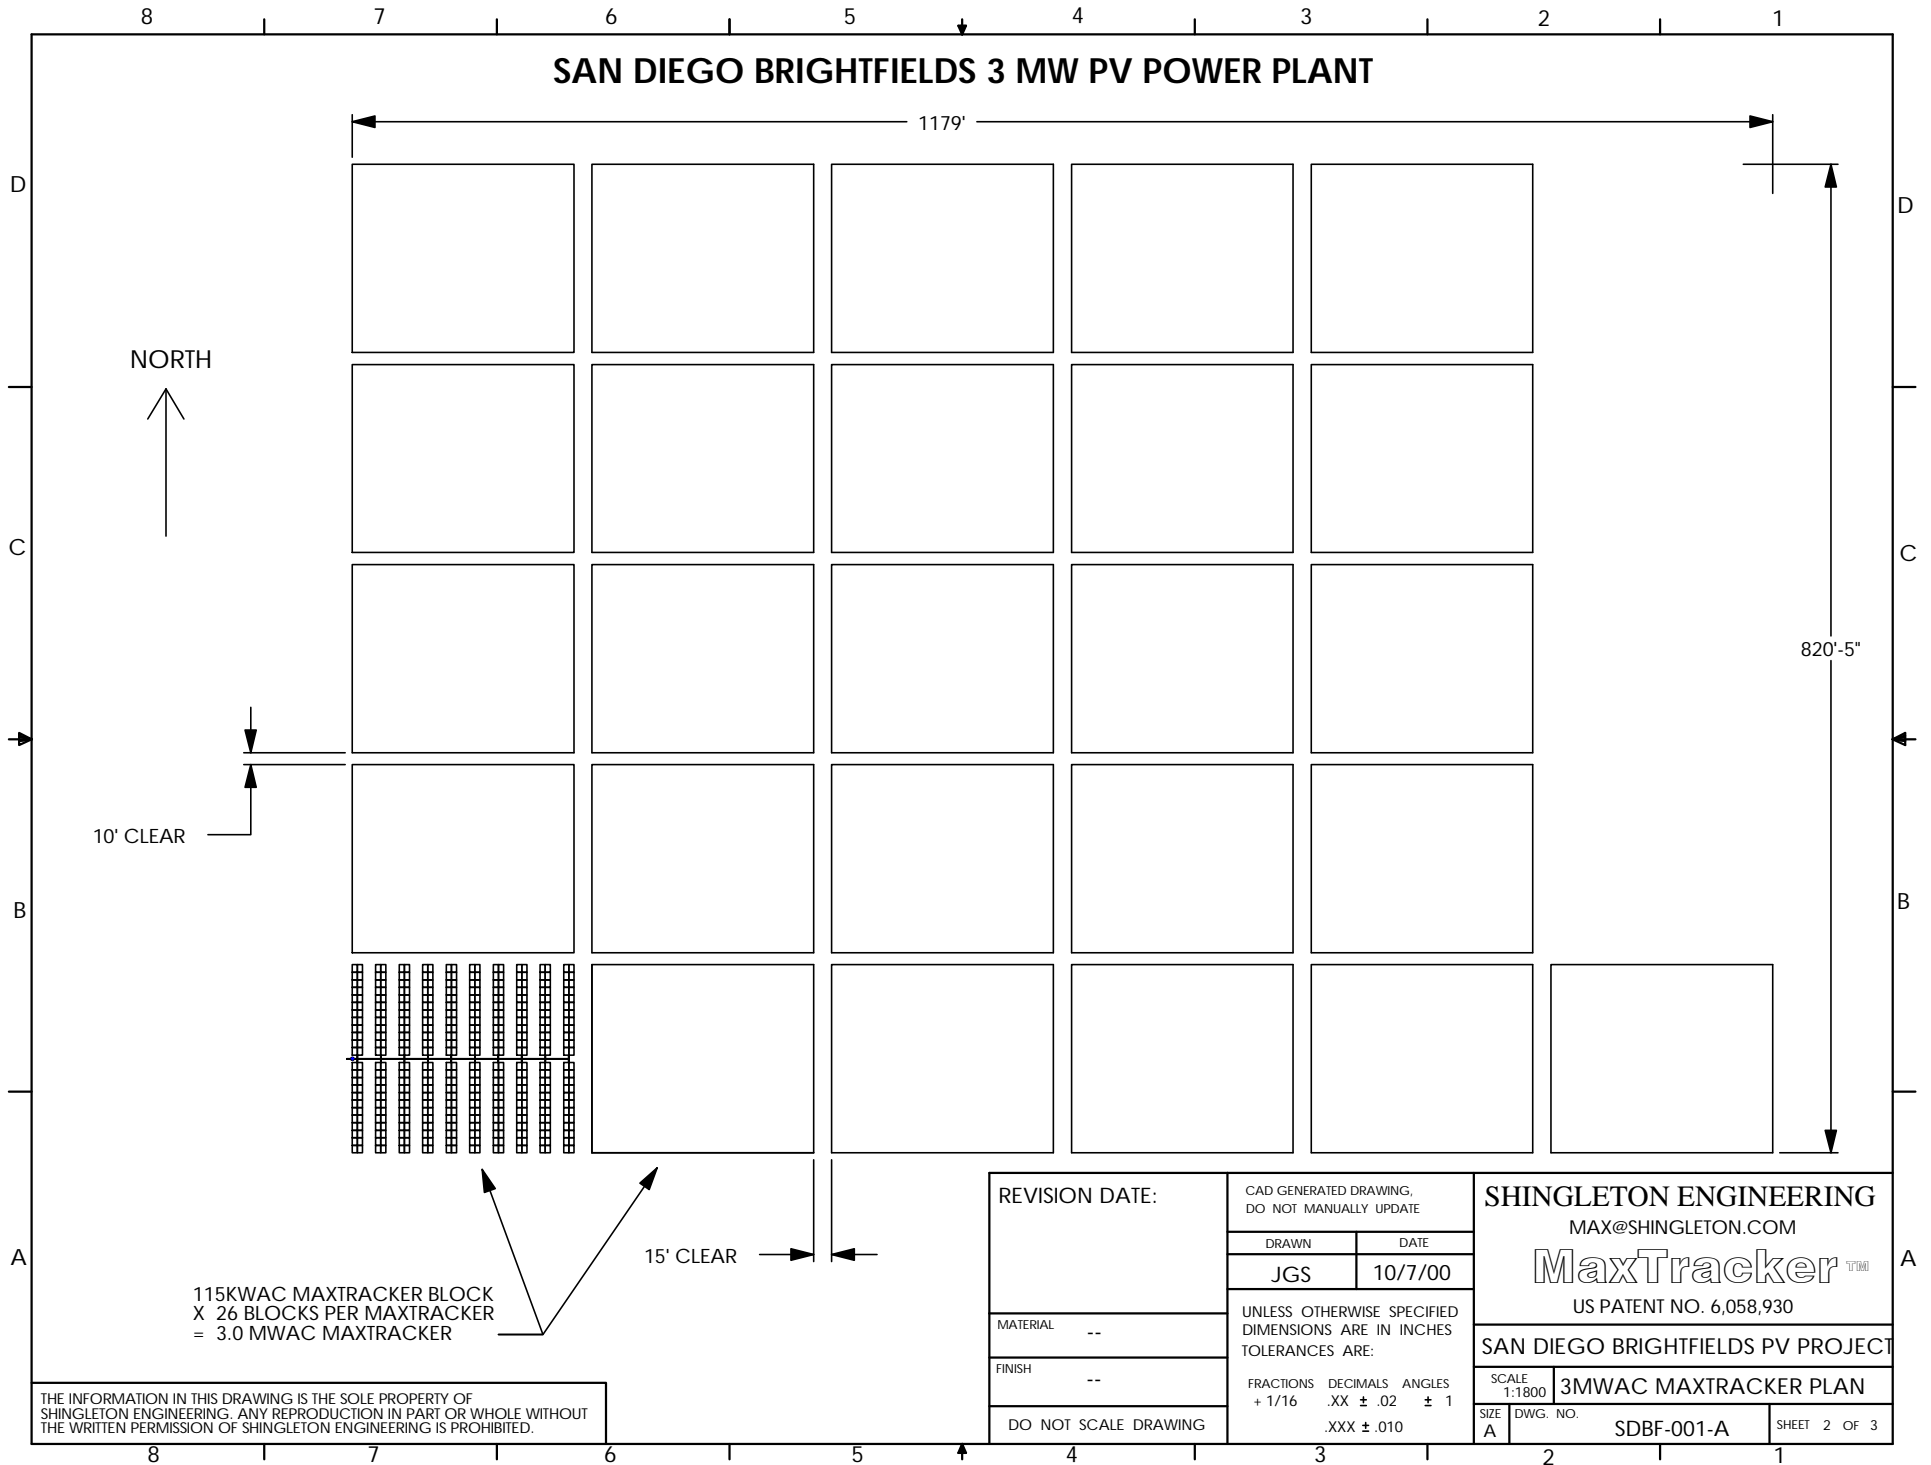 8 7 6 5 4 3 2 1
SAN DIEGO BRIGHTFIELDS 3 MW PV POWER PLANT
1179'
D
D
NORTH
C
C
820'-5"
10' CLEAR
B
B
15' CLEAR
A
A
115KWAC MAXTRACKER BLOCK
X 26 BLOCKS PER MAXTRACKER
= 3.0 MWAC MAXTRACKER
THE INFORMATION IN THIS DRAWING IS THE SOLE PROPERTY OF
SHINGLETON ENGINEERING. ANY REPRODUCTION IN PART OR WHOLE WITHOUT
THE WRITTEN PERMISSION OF SHINGLETON ENGINEERING IS PROHIBITED.
REVISION DATE:
MATERIAL
--
FINISH
--
DO NOT SCALE DRAWING
CAD GENERATED DRAWING,
DO NOT MANUALLY UPDATE
DRAWN DATE
JGS 10/7/00
UNLESS OTHERWISE SPECIFIED
DIMENSIONS ARE IN INCHES
TOLERANCES ARE:
FRACTIONS DECIMALS ANGLES
+ 1/16 .XX ± .02 ± 1
.XXX ± .010
SHINGLETON ENGINEERING
MAX@SHINGLETON.COM
MaxTracker TM
US PATENT NO. 6,058,930
SAN DIEGO BRIGHTFIELDS PV PROJECT
SCALE
1:1800
3MWAC MAXTRACKER PLAN
SIZE
A
DWG. NO.
SDBF-001-A
SHEET 2 OF 3
8 7 6 5 4 3 2 1